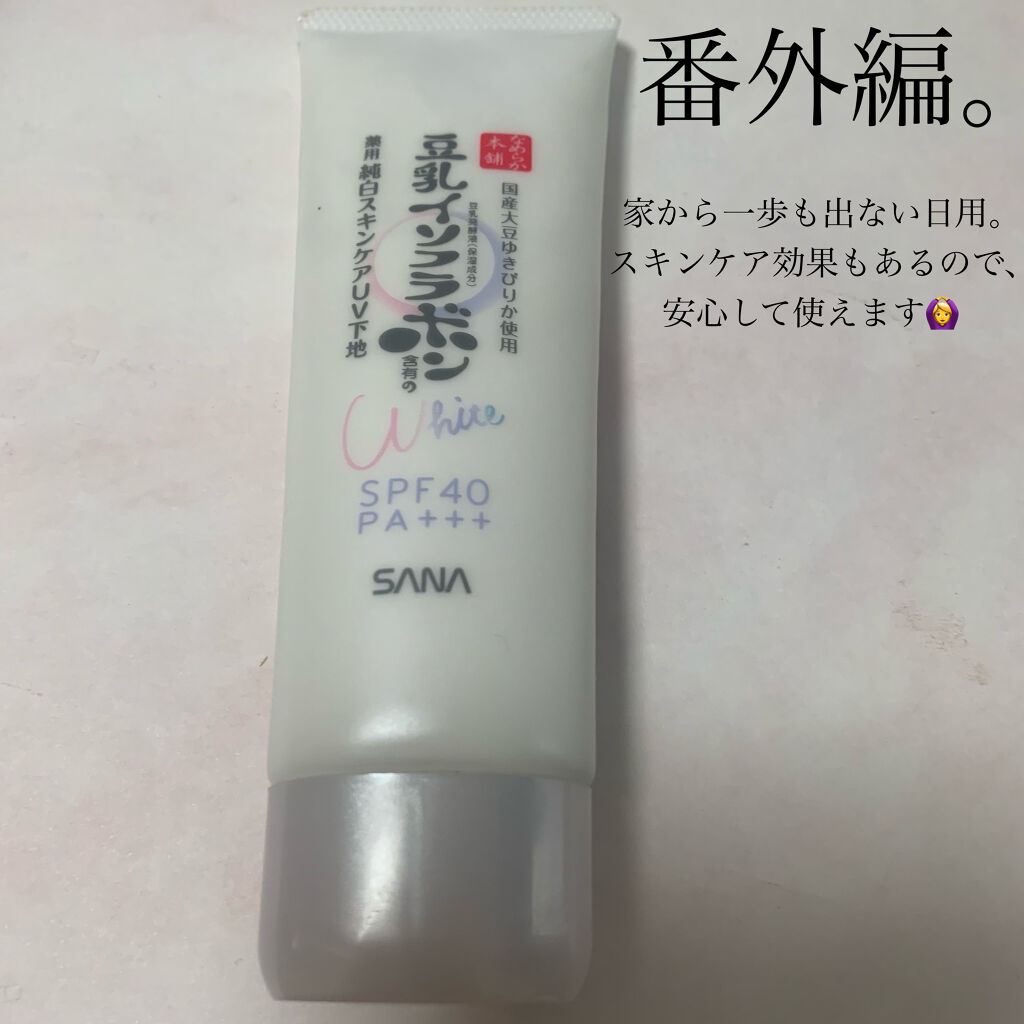 番外編。
家から一歩も出ない日用。
スキンケア効果もあるので、
安心して使えます🙆‍♀️
なめらか
本舗
国産大豆ゆきぴりか使用
豆乳発酵液(保湿成分)
豆乳イソフラボン
含有の
薬用 純白スキンケアUV下地
White
SPF40
PA+++
SANA